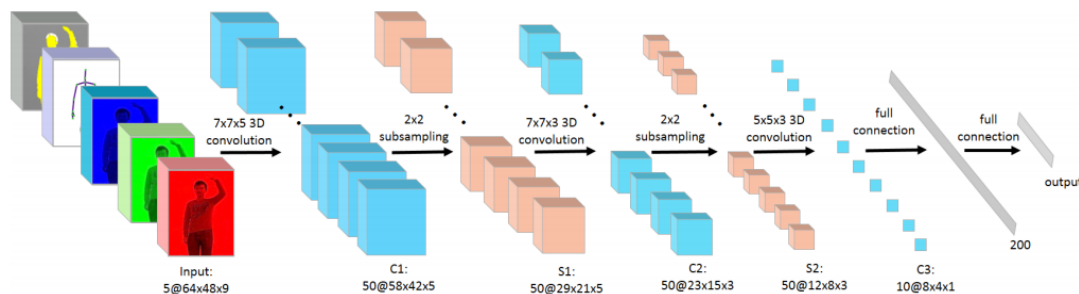 7x7x5 3D
convolution
2x2
subsampling
7x7x3 3D
convolution
2x2
subsampling
5x5x3 3D
convolution
full
connection
full
connection
output
200
Input:
5@64x48x9
C1:
50@58x42x5
S1:
50@29x21x5
C2:
50@23x15x3
S2:
50@12x8x3
C3:
10@8x4x1